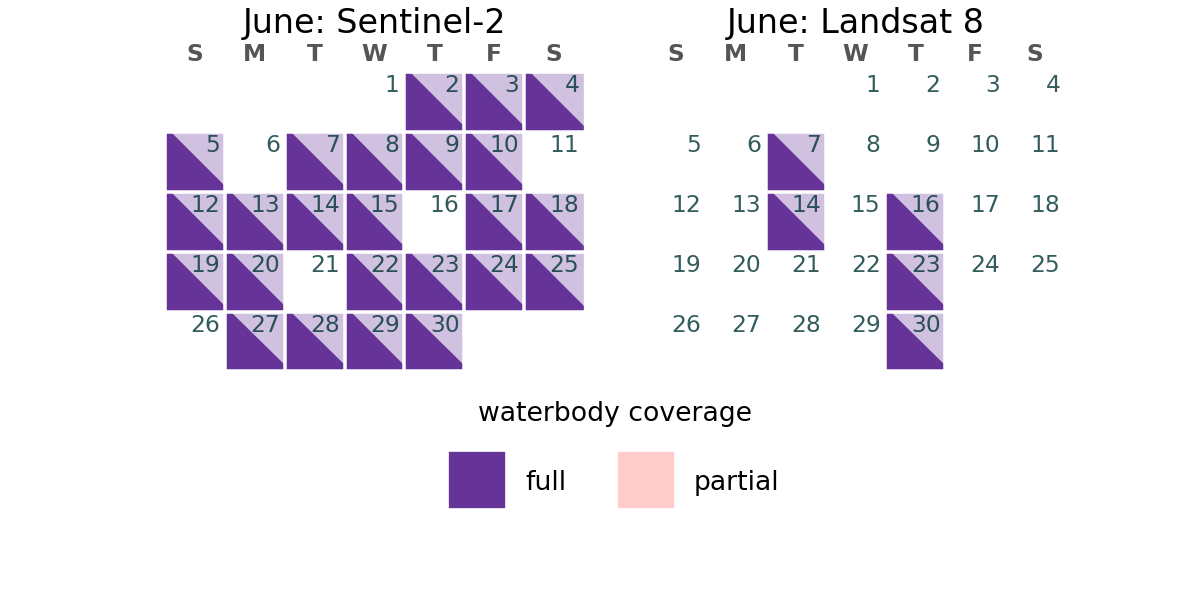 June: Sentinel-2
S M T W T F S
1 2 3 4
5 6 7 8 9 10 11
12 13 14 15 16 17 18
19 20 21 22 23 24 25
26 27 28 29 30
June: Landsat 8
S M T W T F S
1 2 3 4
5 6 7 8 9 10 11
12 13 14 15 16 17 18
19 20 21 22 23 24 25
26 27 28 29 30
waterbody coverage
full partial